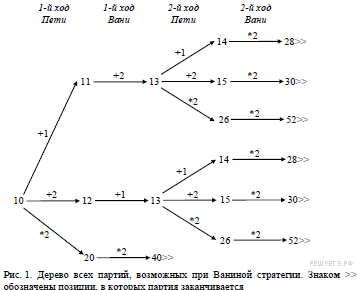 1-й ход 1-й ход 2-й ход 2-й ход
Пети Вани Пети Вани
14 *2 28>>
+1
11 +2 13 +2 15 *2 30>>
*2
26 *2 52>>
+1
14 *2 28>>
+1
10 +2 12 +1 13 +2 15 *2 30>>
*2
*2
26 *2 52>>
20 *2 40>>
РЕШУЕГЭ.РФ
Рис. 1. Дерево всех партий, возможных при Ваниной стратегии. Знаком >>
обозначены позиции, в которых партия заканчивается